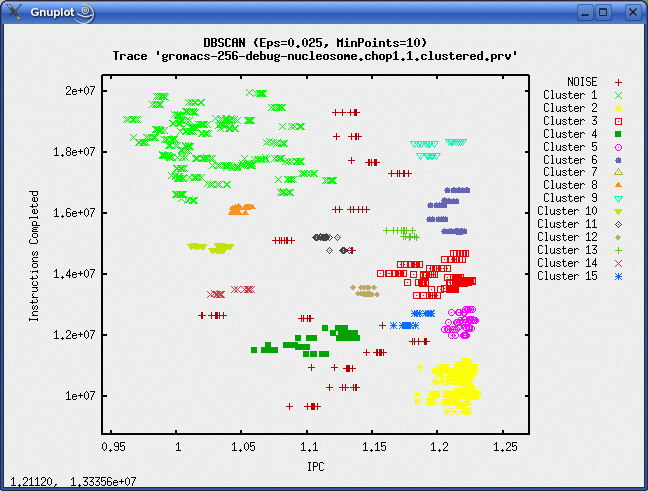 Gnuplot
DBSCAN (Eps=0.025, MinPoints=10)
Trace 'gromacs-256-debug-nucleosome.chop1.1.clustered.prv'
2e+07
1.8e+07
1.6e+07
1.4e+07
1.2e+07
1e+07
Instructions Completed
0.95
1
1.05
1.1
1.15
1.2
1.25
IPC
NOISE
Cluster 1
Cluster 2
Cluster 3
Cluster 4
Cluster 5
Cluster 6
Cluster 7
Cluster 8
Cluster 9
Cluster 10
Cluster 11
Cluster 12
Cluster 13
Cluster 14
Cluster 15
1.21120, 1.33356e+07